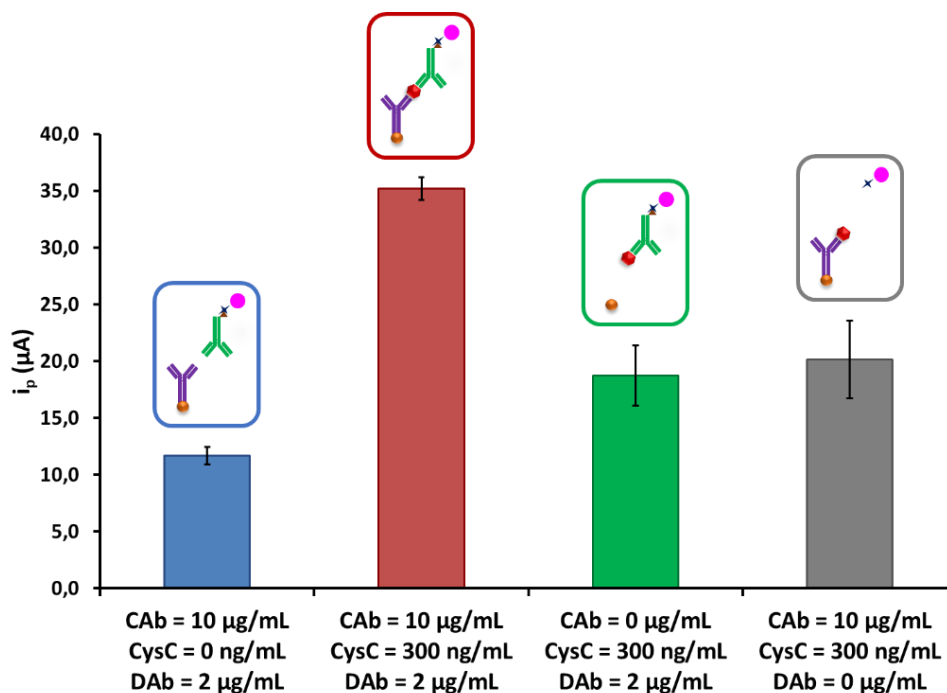 40,0
35,0
30,0
25,0
20,0
15,0
10,0
5,0
0,0
iₚ (µA)
CAb = 10 µg/mL
CysC = 0 ng/mL
DAb = 2 µg/mL
CAb = 10 µg/mL
CysC = 300 ng/mL
DAb = 2 µg/mL
CAb = 0 µg/mL
CysC = 300 ng/mL
DAb = 2 µg/mL
CAb = 10 µg/mL
CysC = 300 ng/mL
DAb = 0 µg/mL